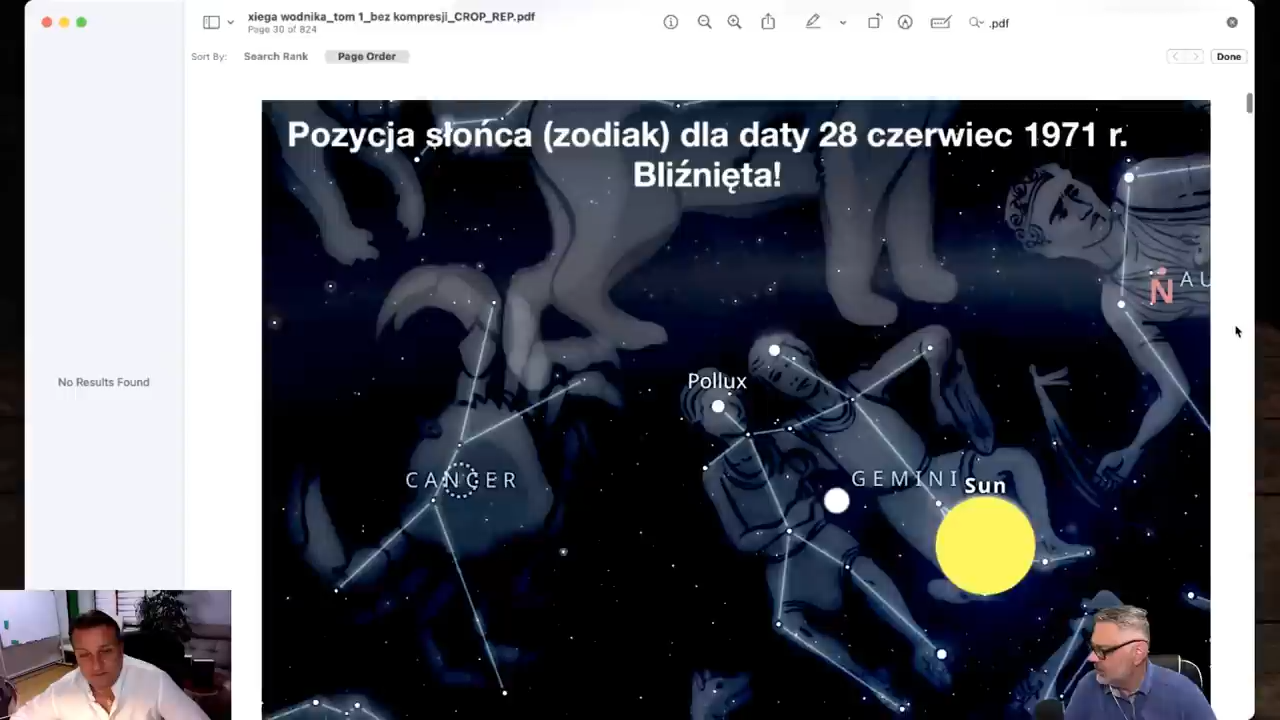 xiega wodnika_tom 1_bez kompresji_CROP_REP.pdf
Page 30 of 824
.pdf
Sort By:
Search Rank
Page Order
Done
No Results Found
Pozycja słońca (zodiak) dla daty 28 czerwiec 1971 r.
Bliźnięta!
N AU
Pollux
CANCER
GEMINI
Sun